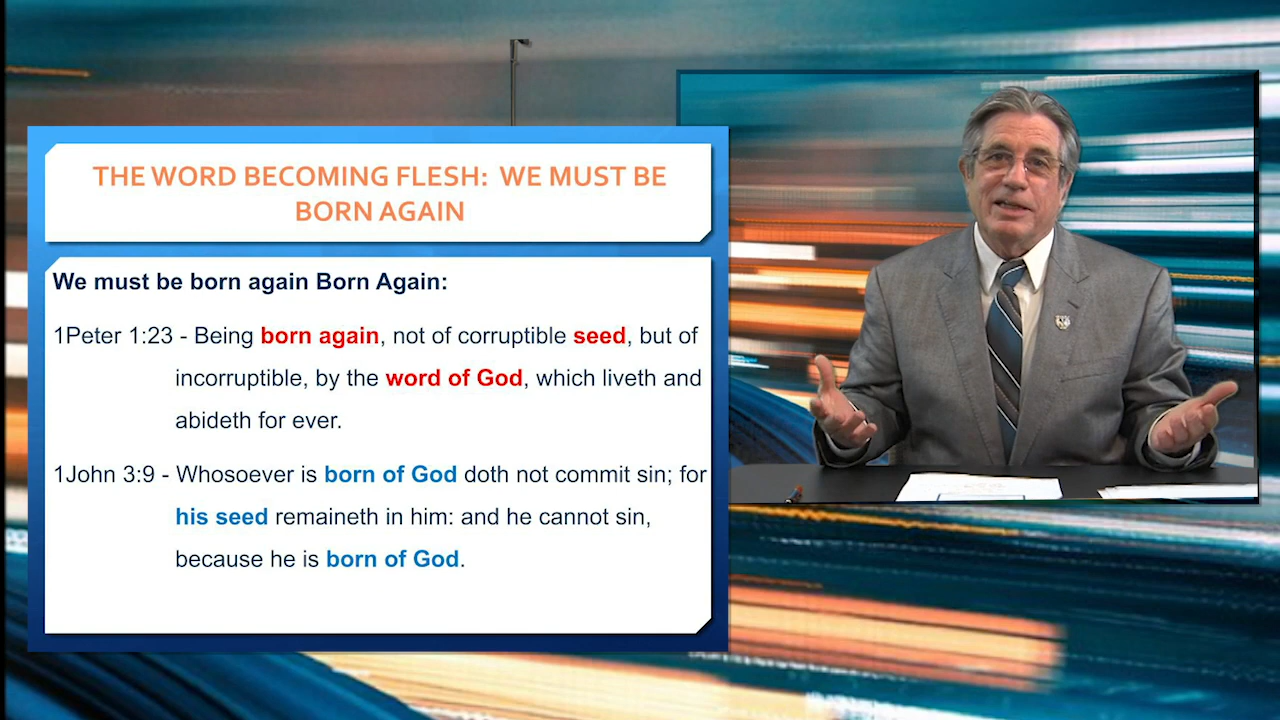 THE WORD BECOMING FLESH: WE MUST BE
BORN AGAIN
We must be born again Born Again:
1Peter 1:23 - Being born again, not of corruptible seed, but of
incorruptible, by the word of God, which liveth and
abideth for ever.
1John 3:9 - Whosoever is born of God doth not commit sin; for
his seed remaineth in him: and he cannot sin,
because he is born of God.